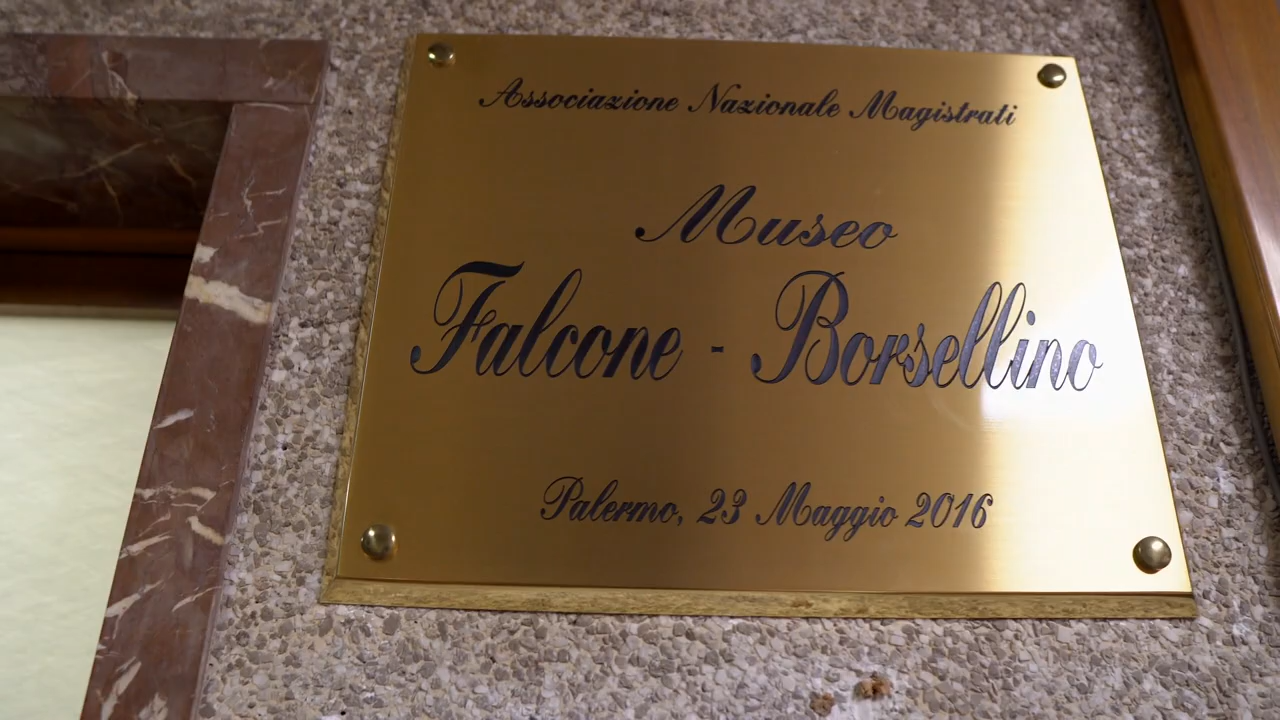 Associazione Nazionale Magistrati
Museo
Falcone - Borsellino
Palermo, 23 Maggio 2016